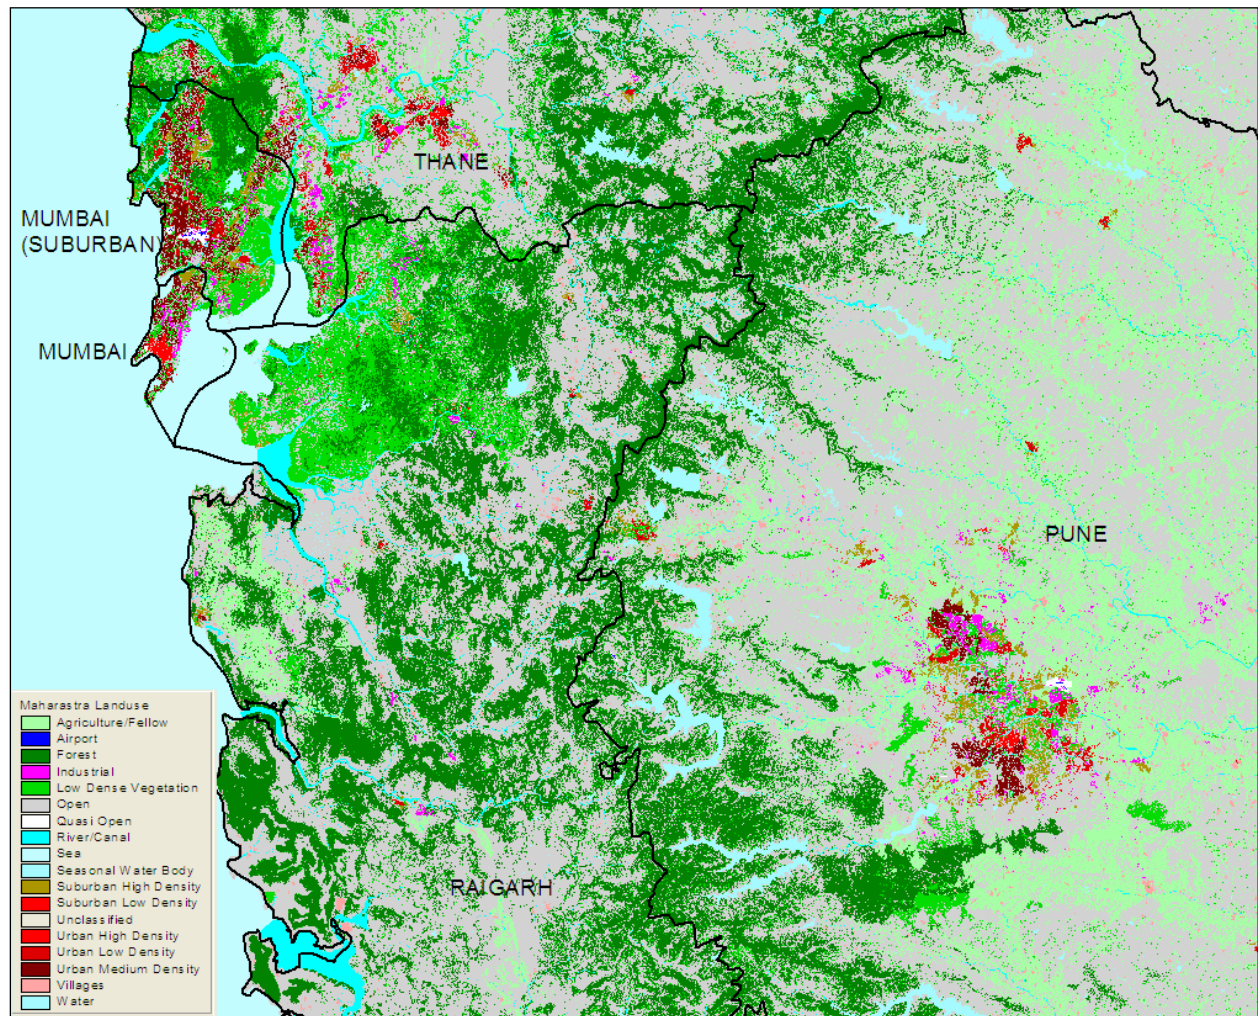 THANE
MUMBAI
(SUBURBAN)
MUMBAI
PUNE
RAIGARH
Maharastra Landuse
Agriculture/Fellow
Airport
Forest
Industrial
Low Dense Vegetation
Open
Quasi Open
River/Canal
Sea
Seasonal Water Body
Suburban High Density
Suburban Low Density
Unclassified
Urban High Density
Urban Low Density
Urban Medium Density
Villages
Water